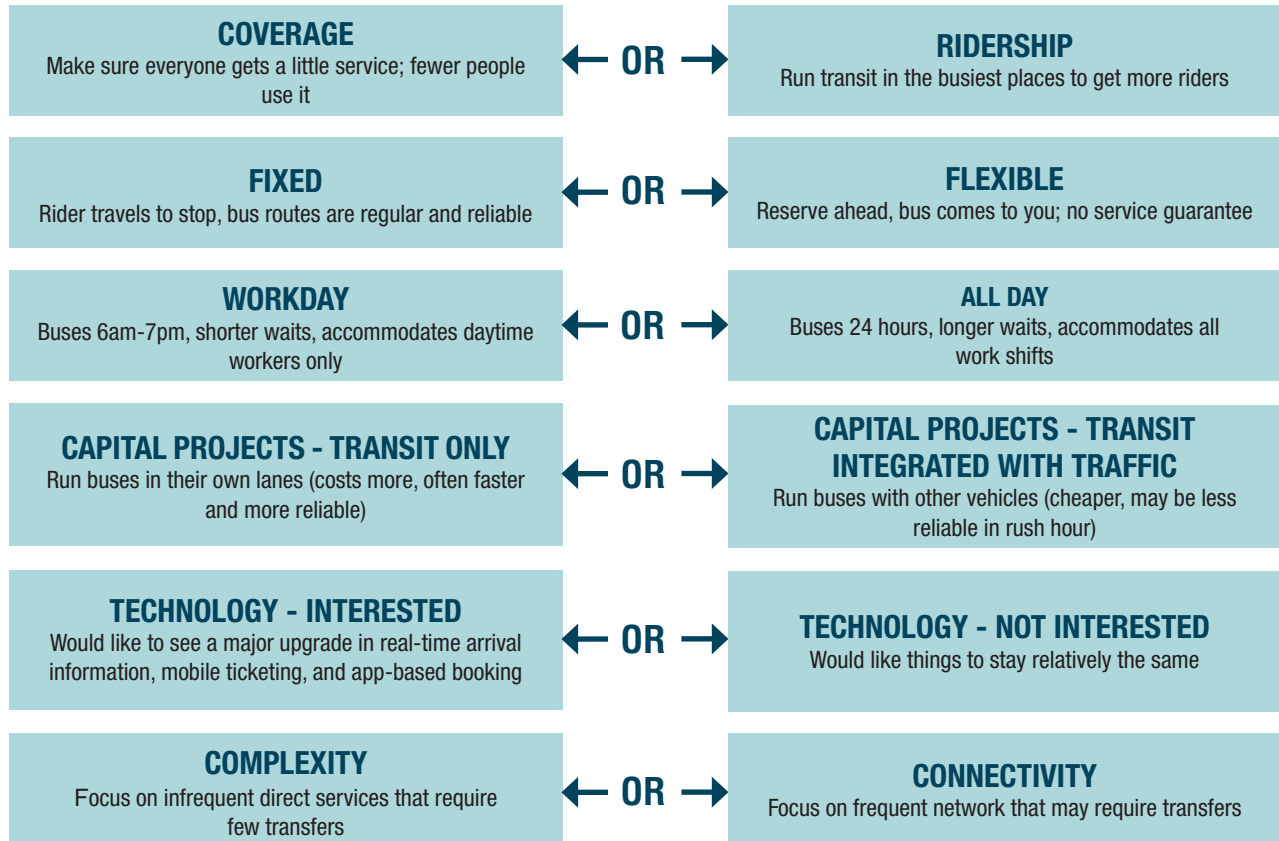 COVERAGE
Make sure everyone gets a little service; fewer people
use it
OR
RIDERSHIP
Run transit in the busiest places to get more riders
FIXED
Rider travels to stop, bus routes are regular and reliable
OR
FLEXIBLE
Reserve ahead, bus comes to you; no service guarantee
WORKDAY
Buses 6am-7pm, shorter waits, accommodates daytime
workers only
OR
ALL DAY
Buses 24 hours, longer waits, accommodates all
work shifts
CAPITAL PROJECTS - TRANSIT ONLY
Run buses in their own lanes (costs more, often faster
and more reliable)
OR
CAPITAL PROJECTS - TRANSIT
INTEGRATED WITH TRAFFIC
Run buses with other vehicles (cheaper, may be less
reliable in rush hour)
TECHNOLOGY - INTERESTED
Would like to see a major upgrade in real-time arrival
information, mobile ticketing, and app-based booking
OR
TECHNOLOGY - NOT INTERESTED
Would like things to stay relatively the same
COMPLEXITY
Focus on infrequent direct services that require
few transfers
OR
CONNECTIVITY
Focus on frequent network that may require transfers